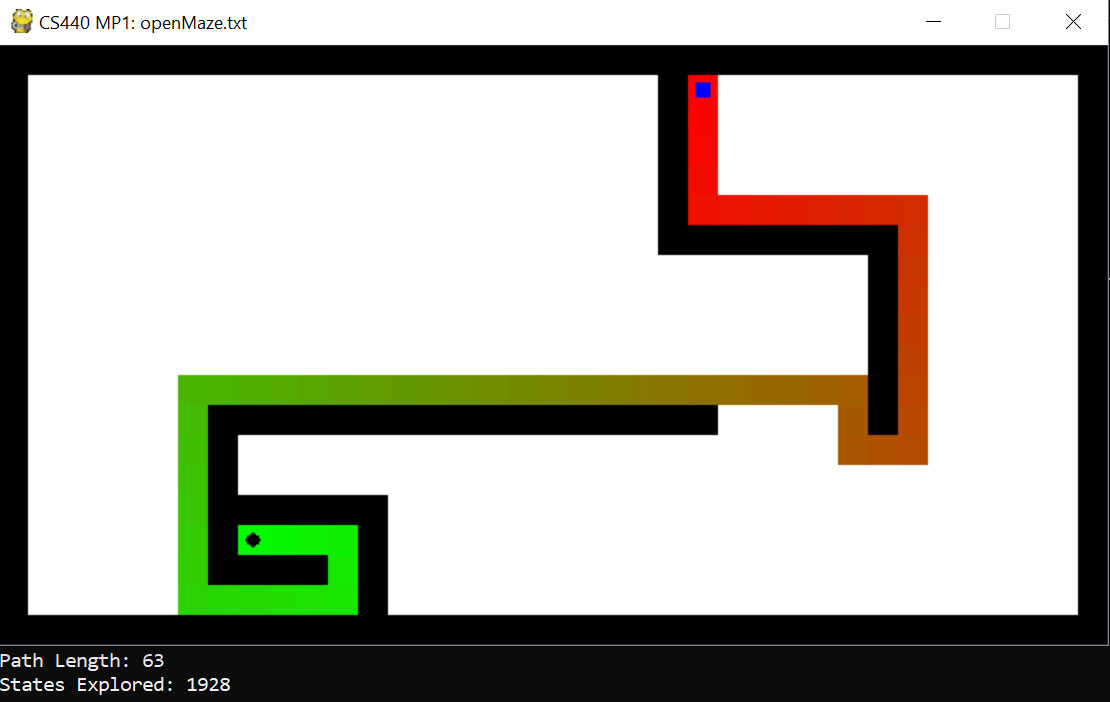 CS440 MP1: openMaze.txt
Path Length: 63
States Explored: 1928